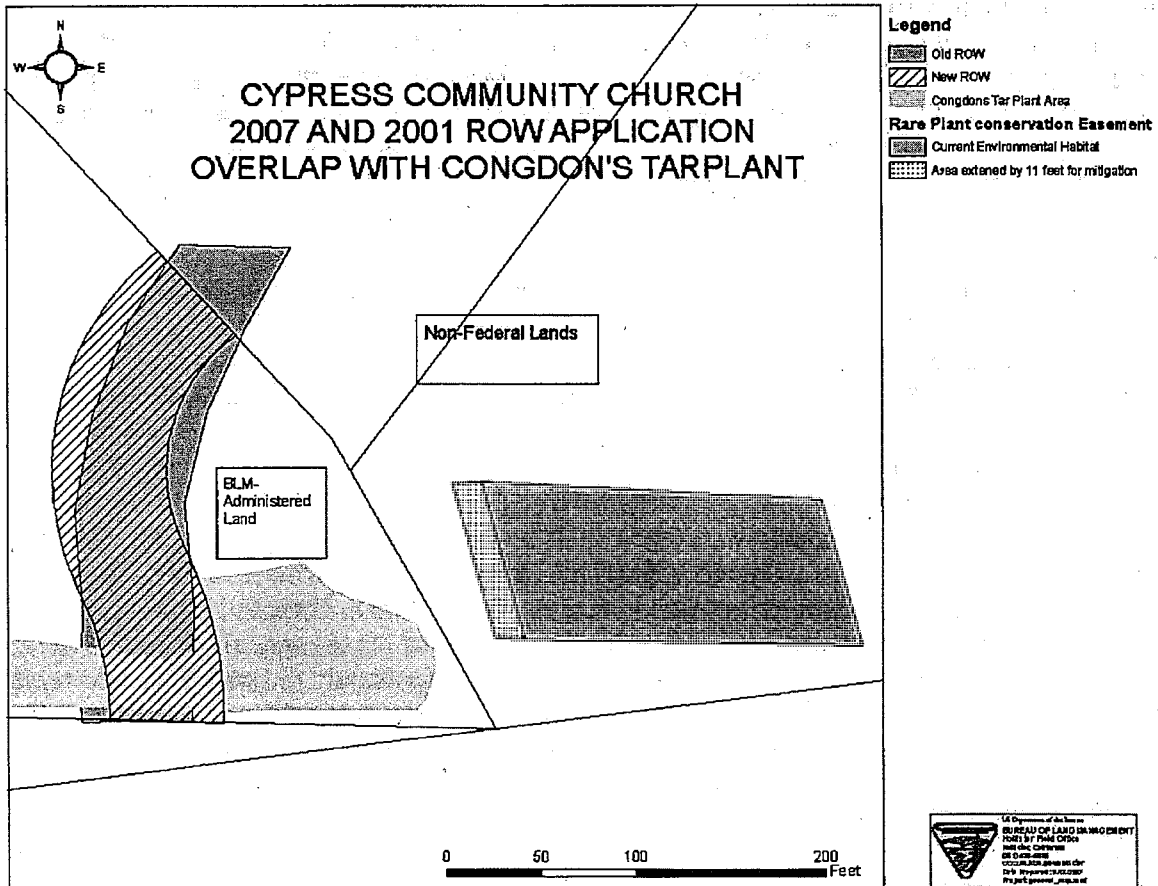 N
W E
S
CYPRESS COMMUNITY CHURCH
2007 AND 2001 ROW APPLICATION
OVERLAP WITH CONGDON'S TARPLANT
Legend
Old ROW
New ROW
Congdons Tar Plant Area
Rare Plant conservation Easement
Current Environmental Habitat
Area extened by 11 feet for mitigation
Non-Federal Lands
BLM-
Administered
Land
0 50 100 200
Feet
BUREAU OF LAND MANAGEMENT
Field Office